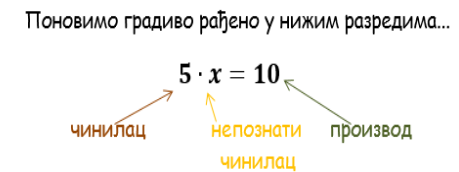 Поновимо градиво рађено у нижим разредима...
5 · x = 10
чинилац
непознати
чинилац
производ